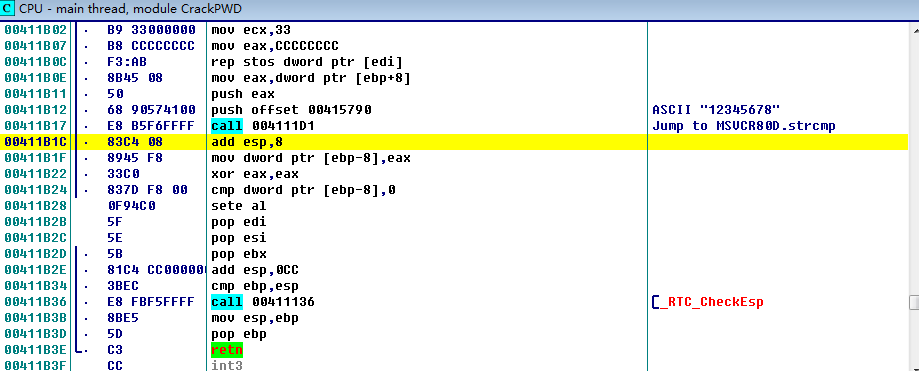 C CPU - main thread, module CrackPWD
00411B02 . B9 33000000 mov ecx,33
00411B07 . B8 CCCCCCCC mov eax,CCCCCCCC
00411B0C . F3:AB rep stos dword ptr [edi]
00411B0E . 8B45 08 mov eax,dword ptr [ebp+8]
00411B11 . 50 push eax
00411B12 . 68 90574100 push offset 00415790 ASCII "12345678"
00411B17 . E8 B5F6FFFF call 004111D1 Jump to MSVCR80D.strcmp
00411B1C . 83C4 08 add esp,8
00411B1F . 8945 F8 mov dword ptr [ebp-8],eax
00411B22 . 33C0 xor eax,eax
00411B24 . 837D F8 00 cmp dword ptr [ebp-8],0
00411B28 0F94C0 sete al
00411B2B 5F pop edi
00411B2C 5E pop esi
00411B2D . 5B pop ebx
00411B2E . 81C4 CC000000 add esp,0CC
00411B34 . 3BEC cmp ebp,esp
00411B36 . E8 FBF5FFFF call 00411136 _RTC_CheckEsp
00411B3B . 8BE5 mov esp,ebp
00411B3D . 5D pop ebp
00411B3E . C3 retn
00411B3F CC int3